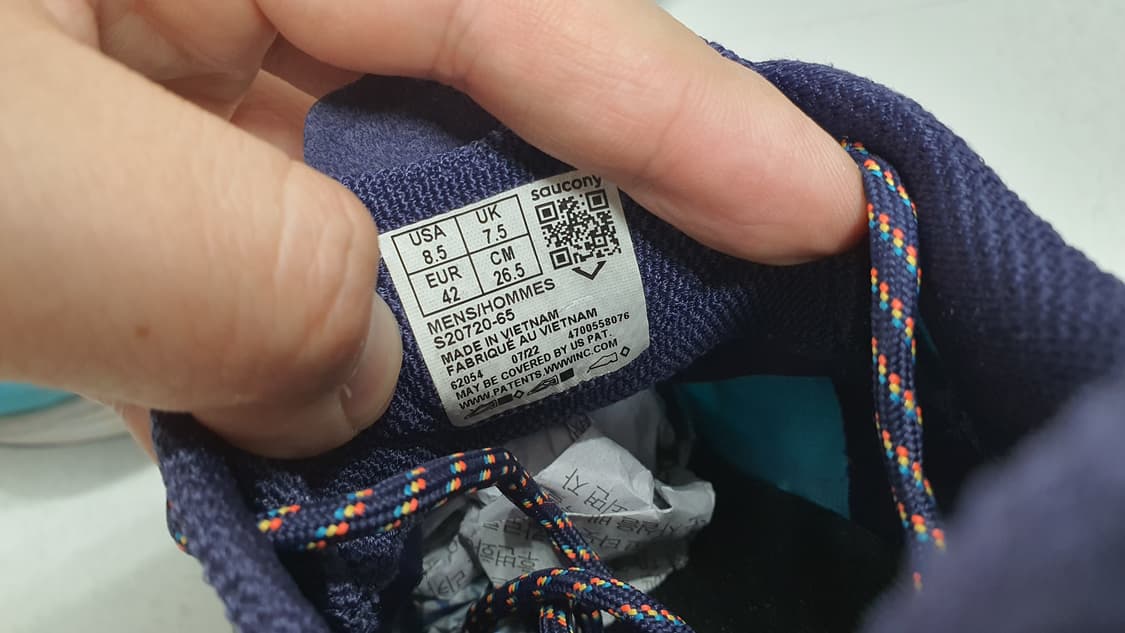 saucony
USA 8.5 UK 7.5
EUR 42 CM 26.5
MENS/HOMMES
S20720-65
MADE IN VIETNAM
FABRIQUÉ AU VIETNAM
62054 07/22 4700558076
MAY BE COVERED BY US PAT.
WWW.PATENTS.WWWINC.COM